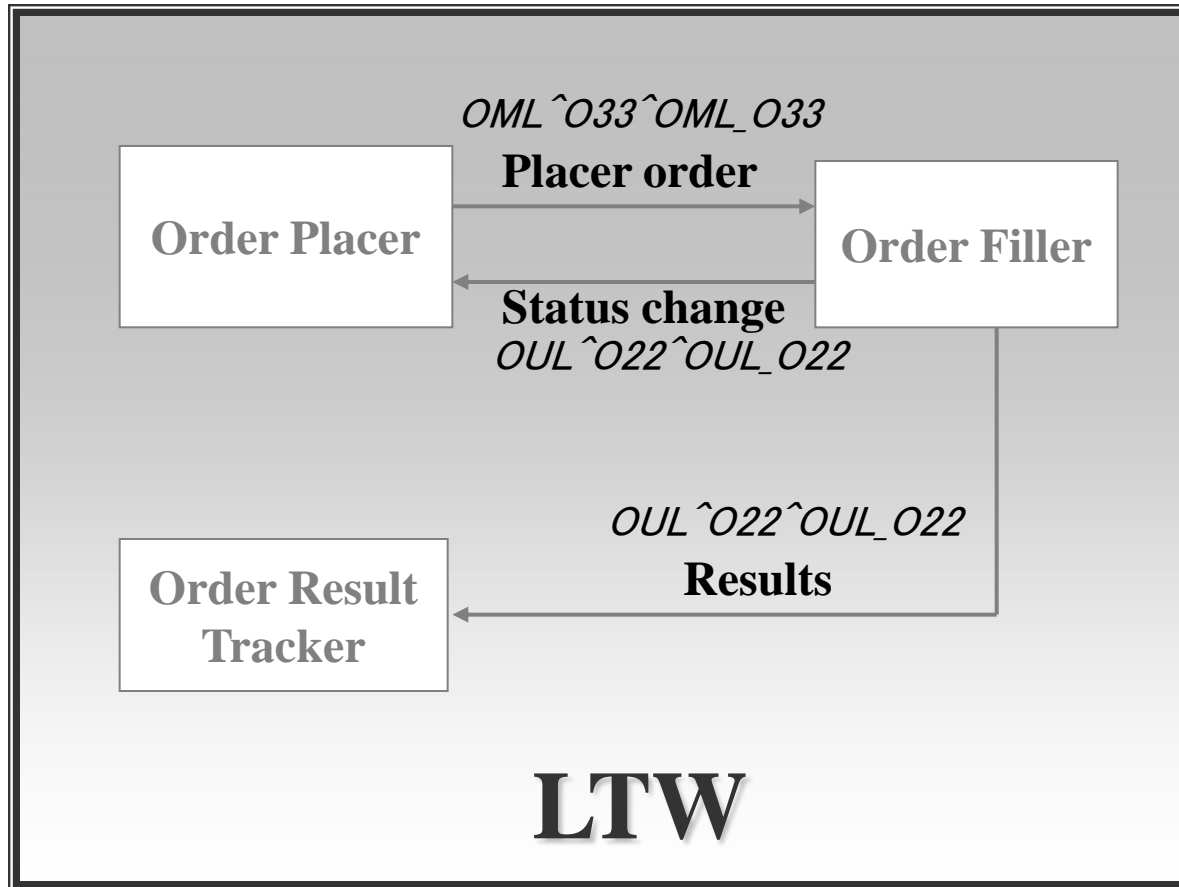 OML^O33^OML_O33
Placer order
Order Placer
Order Filler
Status change
OUL^O22^OUL_O22
OUL^O22^OUL_O22
Results
Order Result
Tracker
LTW